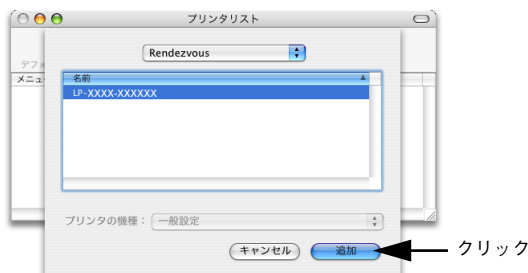 プリンタリスト
Rendezvous
デフォ
メニュ
名前
LP-XXXX-XXXXXX
プリンタの機種：
一般設定
キャンセル
追加
クリック